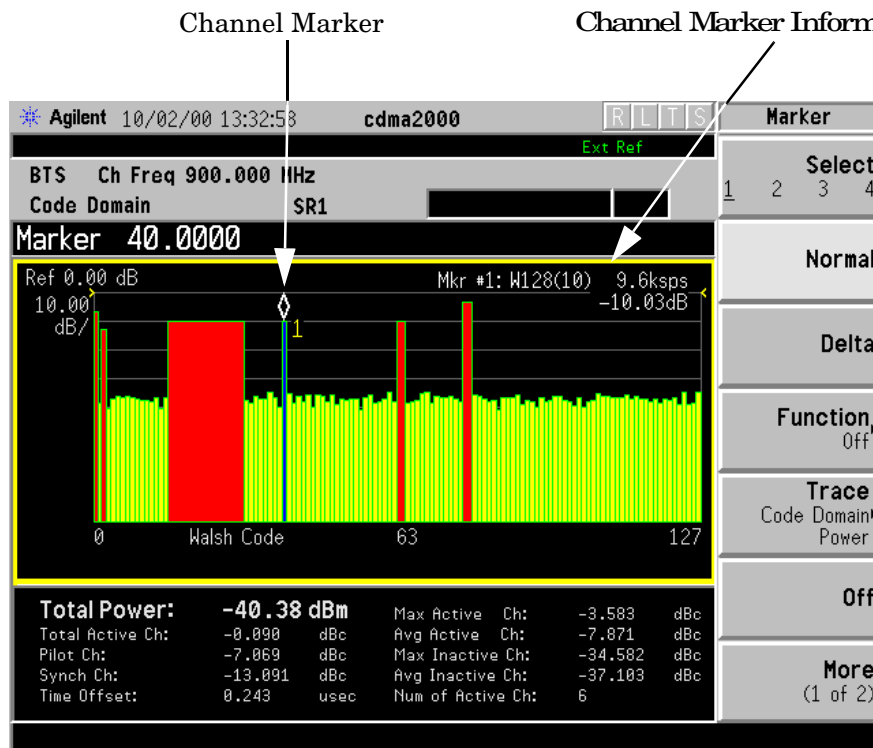 Channel Marker Channel Marker Inform
Agilent 10/02/00 13:32:58 cdma2000 R L T S Marker
Ext Ref
BTS Ch Freq 900.000 MHz
Code Domain SR1
Select
1 2 3 4
Marker 40.0000
Normal
Ref 0.00 dB Mkr #1: W128(10) 9.6ksps
10.00 -10.03dB
dB/
1
Delta
Function
Off
Trace
Code Domain
Power
0 Walsh Code 63 127
Off
Total Power: -40.38 dBm Max Active Ch: -3.583 dBc
Total Active Ch: -0.090 dBc Avg Active Ch: -7.871 dBc
Pilot Ch: -7.069 dBc Max Inactive Ch: -34.582 dBc
Synch Ch: -13.091 dBc Avg Inactive Ch: -37.103 dBc
Time Offset: 0.243 usec Num of Active Ch: 6
More
(1 of 2)